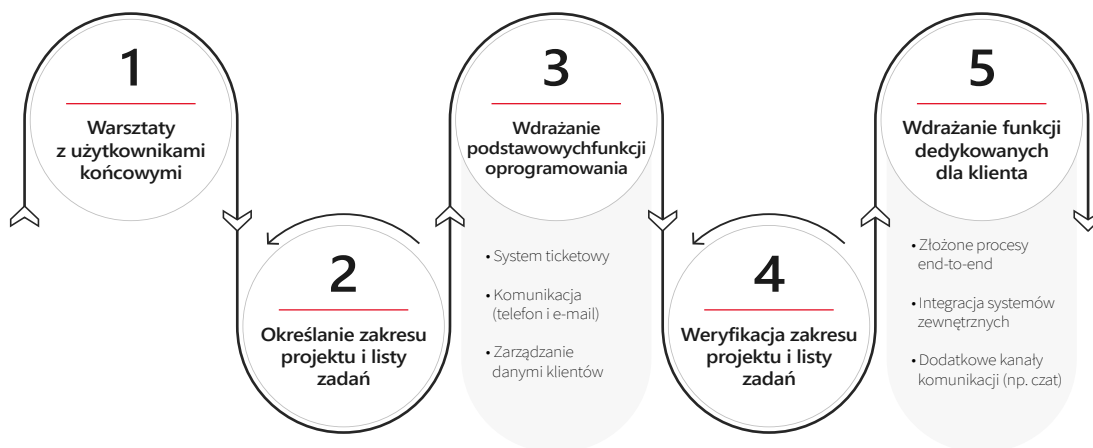 1
Warsztaty
z użytkownikami
końcowymi
2
Określanie zakresu
projektu i listy
zadań
3
Wdrażanie
podstawowychfunkcji
oprogramowania
• System ticketowy
• Komunikacja
(telefon i e-mail)
• Zarządzanie
danymi klientów
4
Weryfikacja zakresu
projektu i listy
zadań
5
Wdrażanie funkcji
dedykowanych
dla klienta
• Złożone procesy
end-to-end
• Integracja systemów
zewnętrznych
• Dodatkowe kanały
komunikacji (np. czat)